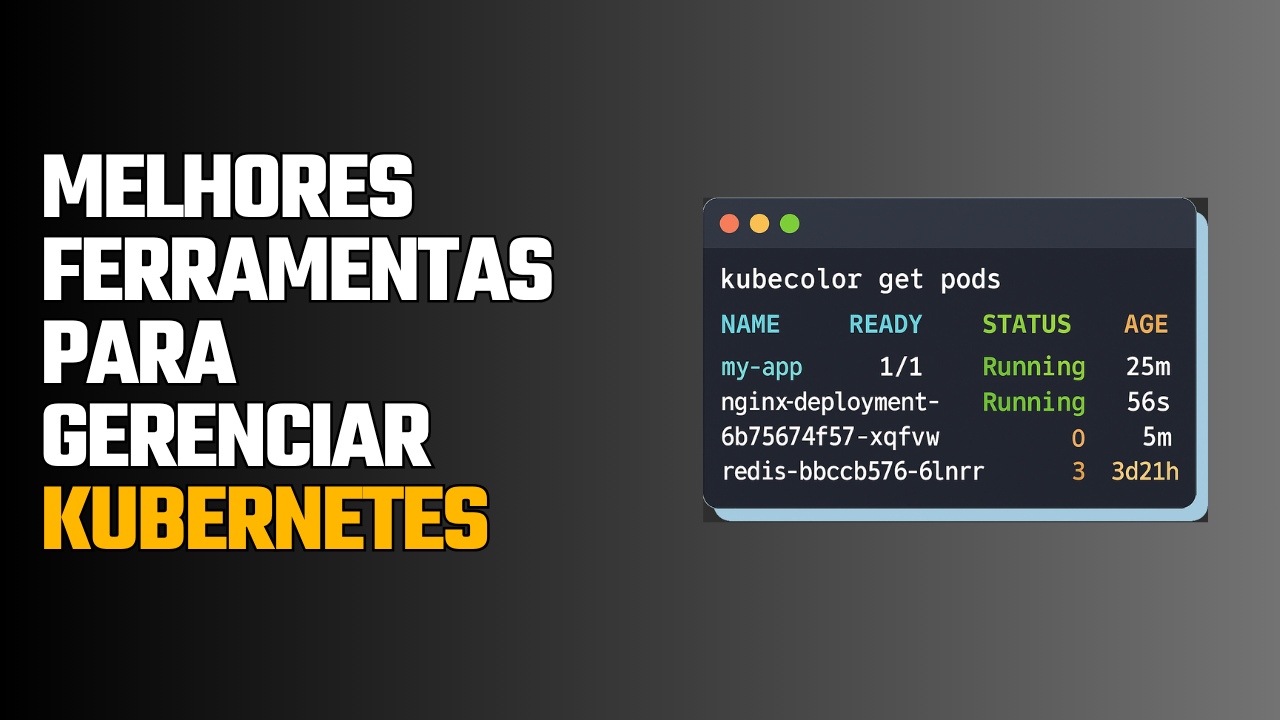 MELHORES
FERRAMENTAS
PARA
GERENCIAR
KUBERNETES
kubecolor get pods
NAME READY STATUS AGE
my-app 1/1 Running 25m
nginx-deployment- Running 56s
6b75674f57-xqfvw 0 5m
redis-bbccb576-6lnrr 3 3d21h